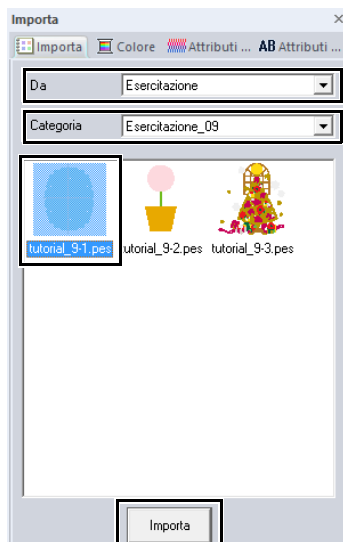 Importa ×
Importa Colore Attributi ... AB Attributi ...
Da Esercitazione
Categoria Esercitazione_09
tutorial_9-1.pes tutorial_9-2.pes tutorial_9-3.pes
Importa